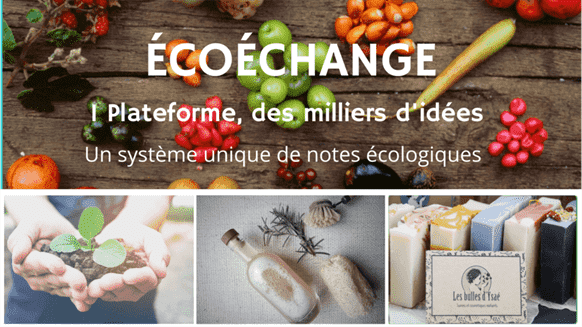 ÉCOÉCHANGE
1 Plateforme, des milliers d'idées
Un système unique de notes écologiques
Les bulles d'Ysaé